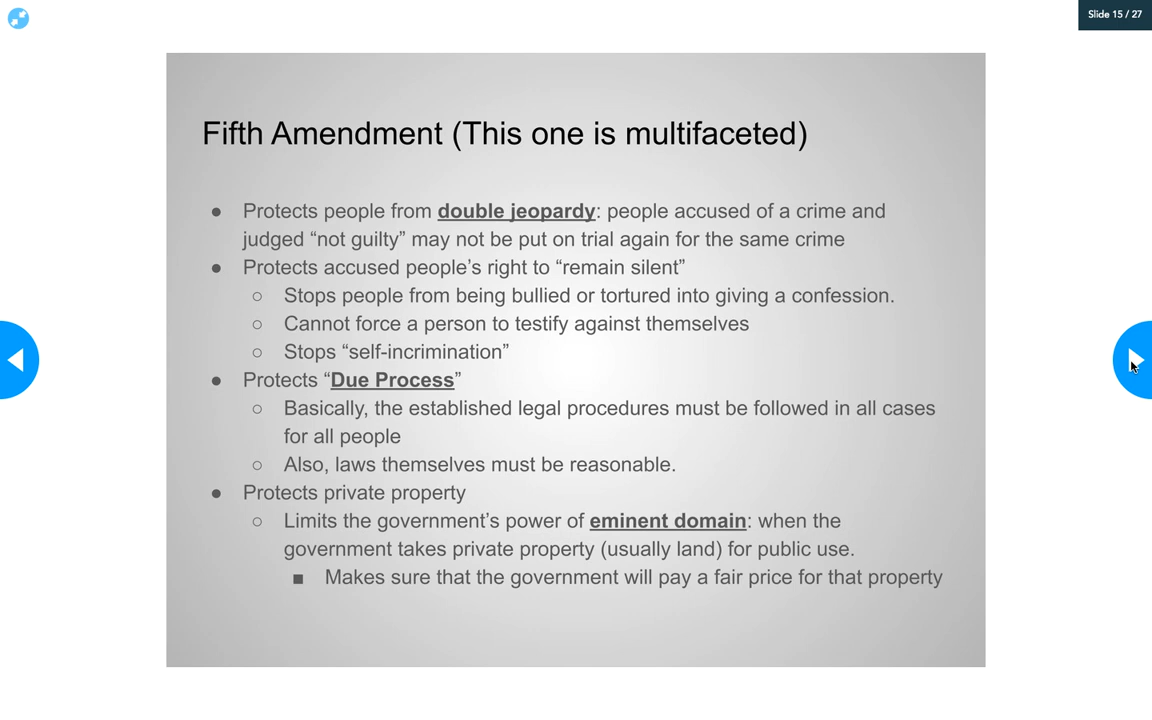 Slide 15 / 27
Fifth Amendment (This one is multifaceted)
● Protects people from double jeopardy: people accused of a crime and
judged “not guilty” may not be put on trial again for the same crime
● Protects accused people’s right to “remain silent”
○ Stops people from being bullied or tortured into giving a confession.
○ Cannot force a person to testify against themselves
○ Stops “self-incrimination”
● Protects “Due Process”
○ Basically, the established legal procedures must be followed in all cases
for all people
○ Also, laws themselves must be reasonable.
● Protects private property
○ Limits the government’s power of eminent domain: when the
government takes private property (usually land) for public use.
■ Makes sure that the government will pay a fair price for that property